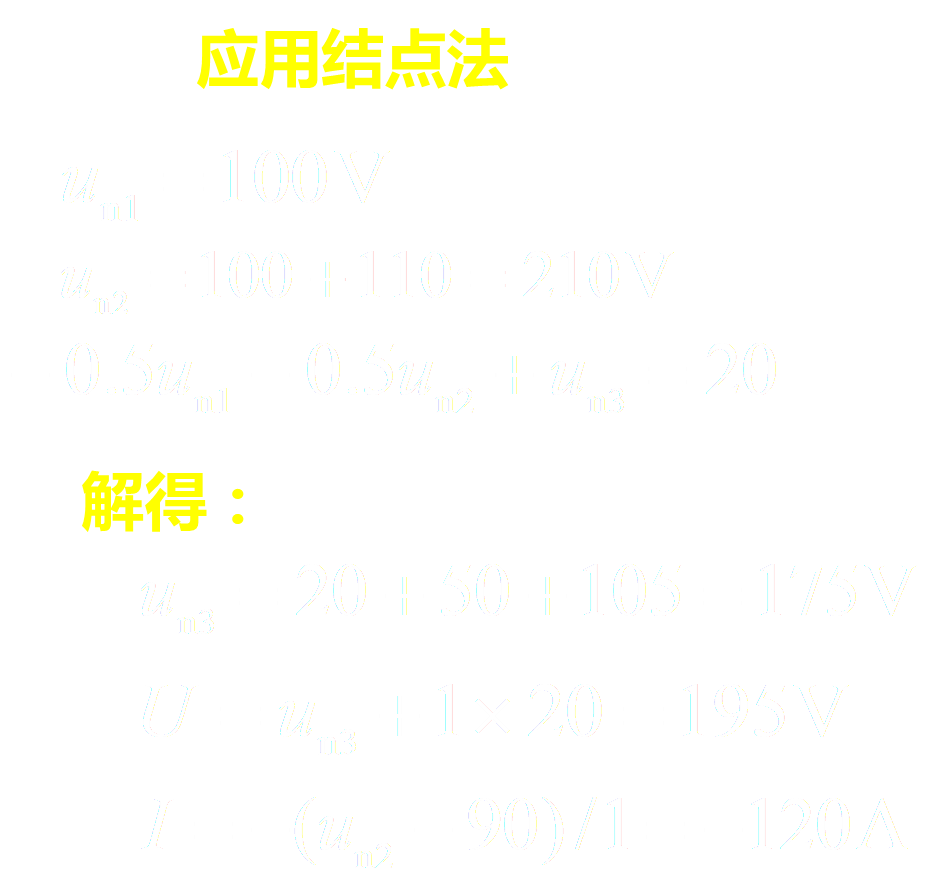 应用结点法
u_n1 = 100V
u_n2 = 100 + 110 = 210V
-0.5u_n1 - 0.5u_n2 + u_n3 = 20
解得：
u_n3 = 20 + 50 + 105 = 175V
U = u_n3 + 1×20 = 195V
I = -(u_n2 - 90)/1 = -120A